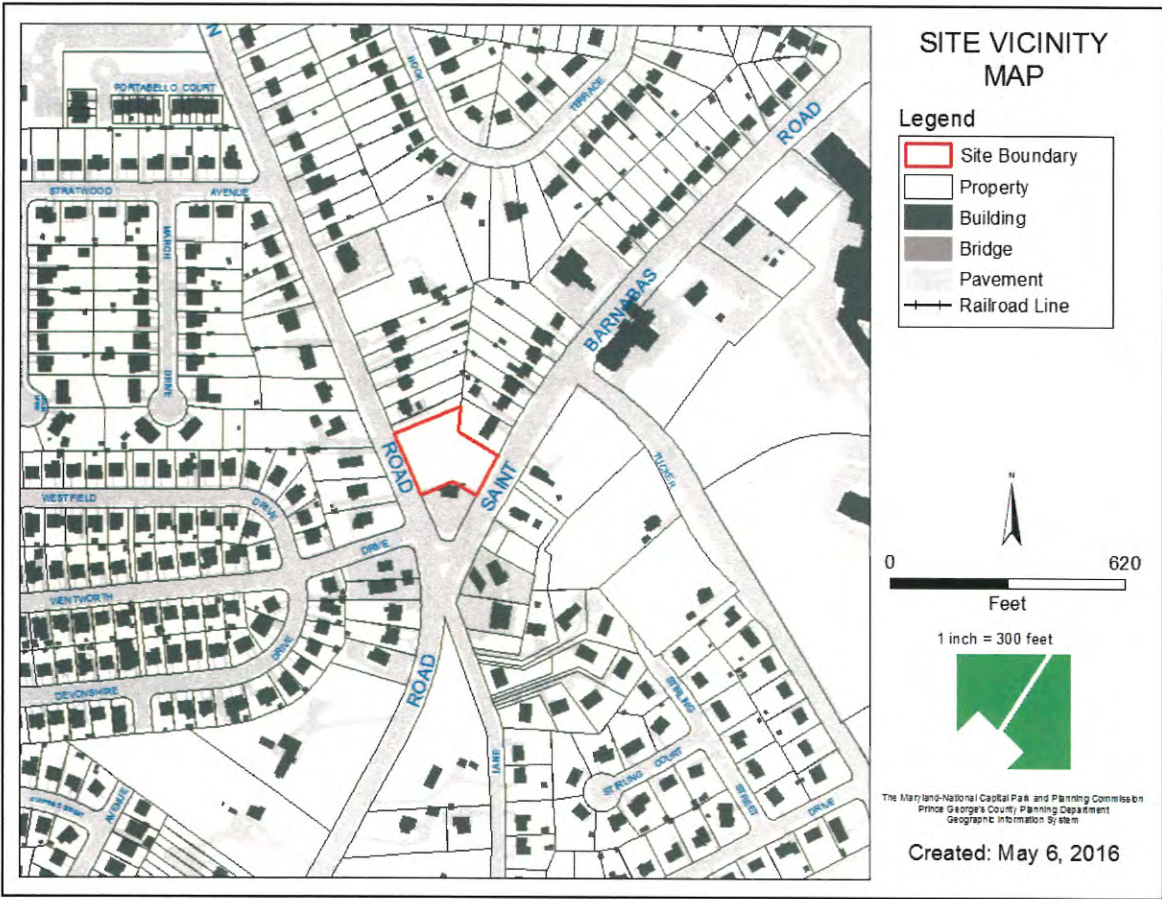 SITE VICINITY
MAP
Legend
Site Boundary
Property
Building
Bridge
Pavement
Railroad Line
N
0
620
Feet
1 inch = 300 feet
The Maryland-National Capital Park and Planning Commission
Prince George's County Planning Department
Geographic Information System
Created: May 6, 2016
N
PORTABELLO COURT
TERRACE
ROAD
STRATWOOD
AVENUE
MARCH
DRIVE
BARNABAS
SAINT
ROAD
TUCKER
WESTFIELD
DRIVE
DRIVE
WENTWORTH
DRIVE
DEVONSHIRE
ROAD
LANE
STIRLING
STIRLING COURT
STREET
DRIVE
AVENUE